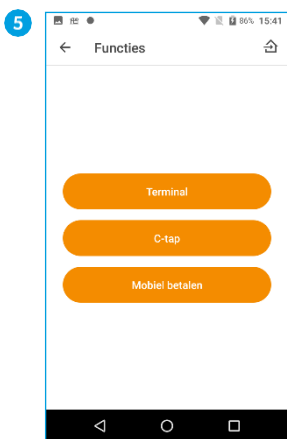 5
86% 15:41
Functies
Terminal
C-tap
Mobiel betalen